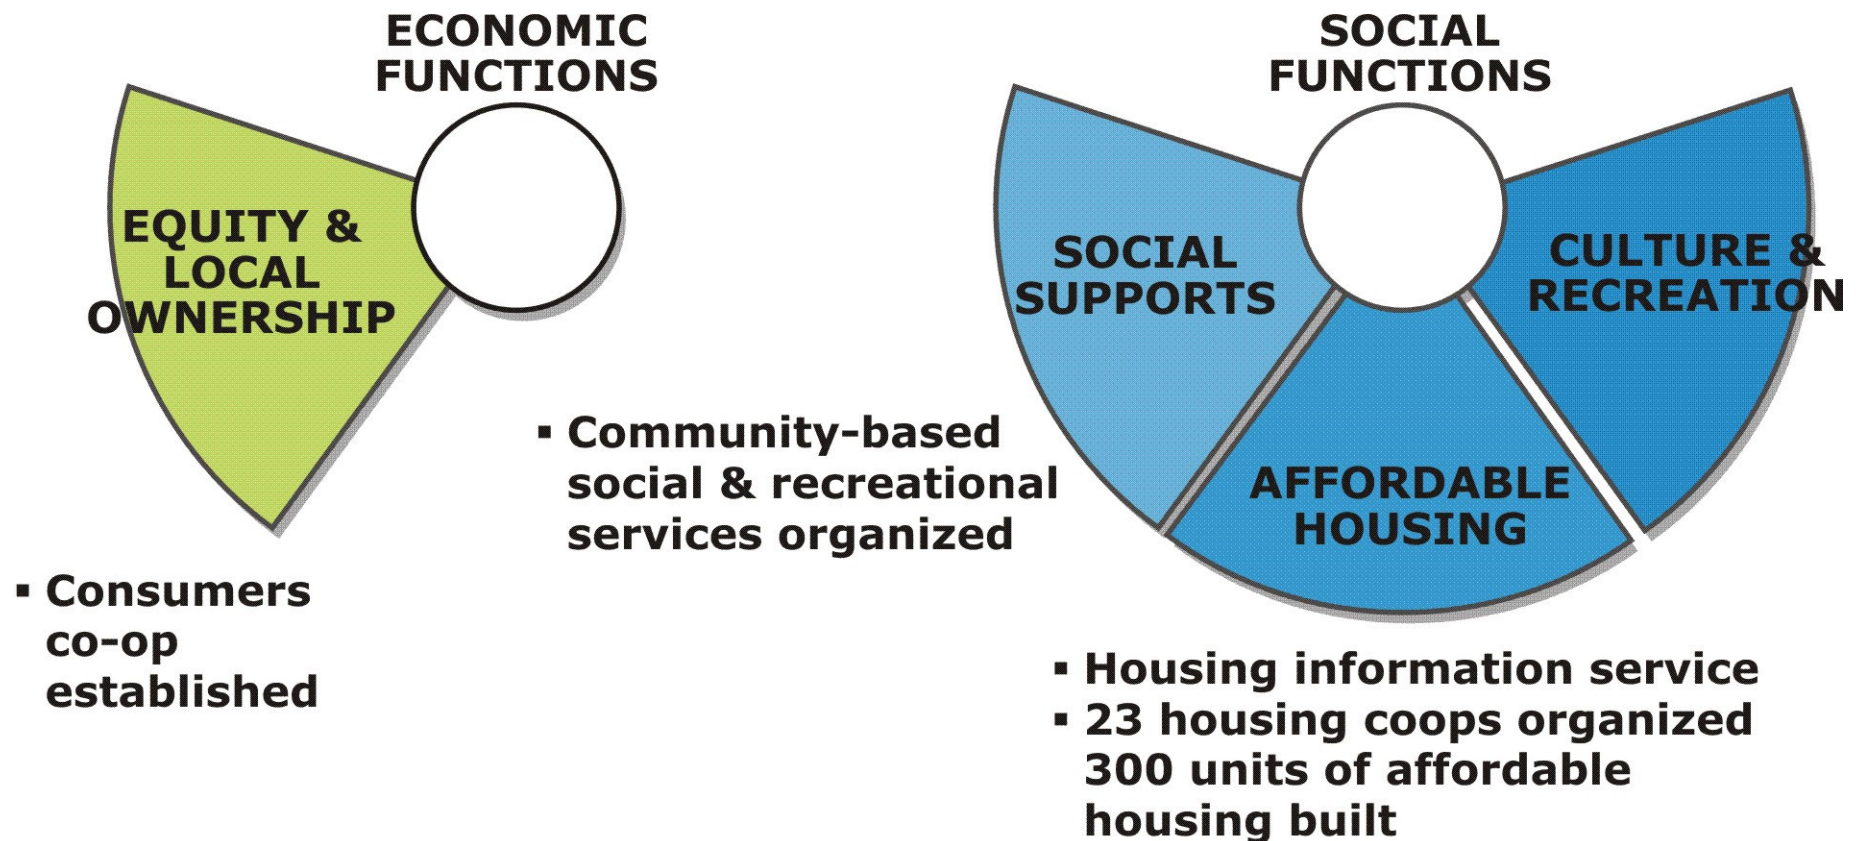 ECONOMIC
FUNCTIONS
EQUITY &
LOCAL
OWNERSHIP
▪ Consumers
co-op
established
SOCIAL
FUNCTIONS
SOCIAL
SUPPORTS
CULTURE &
RECREATION
AFFORDABLE
HOUSING
▪ Community-based
social & recreational
services organized
▪ Housing information service
▪ 23 housing coops organized
300 units of affordable
housing built